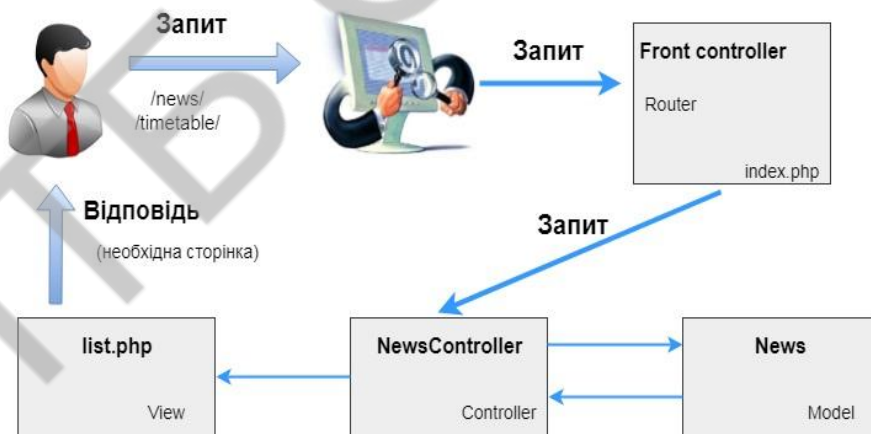 Запит
/news/
/timetable/
Запит
Front controller
Router
index.php
Відповідь
(необхідна сторінка)
Запит
list.php
View
NewsController
Controller
News
Model